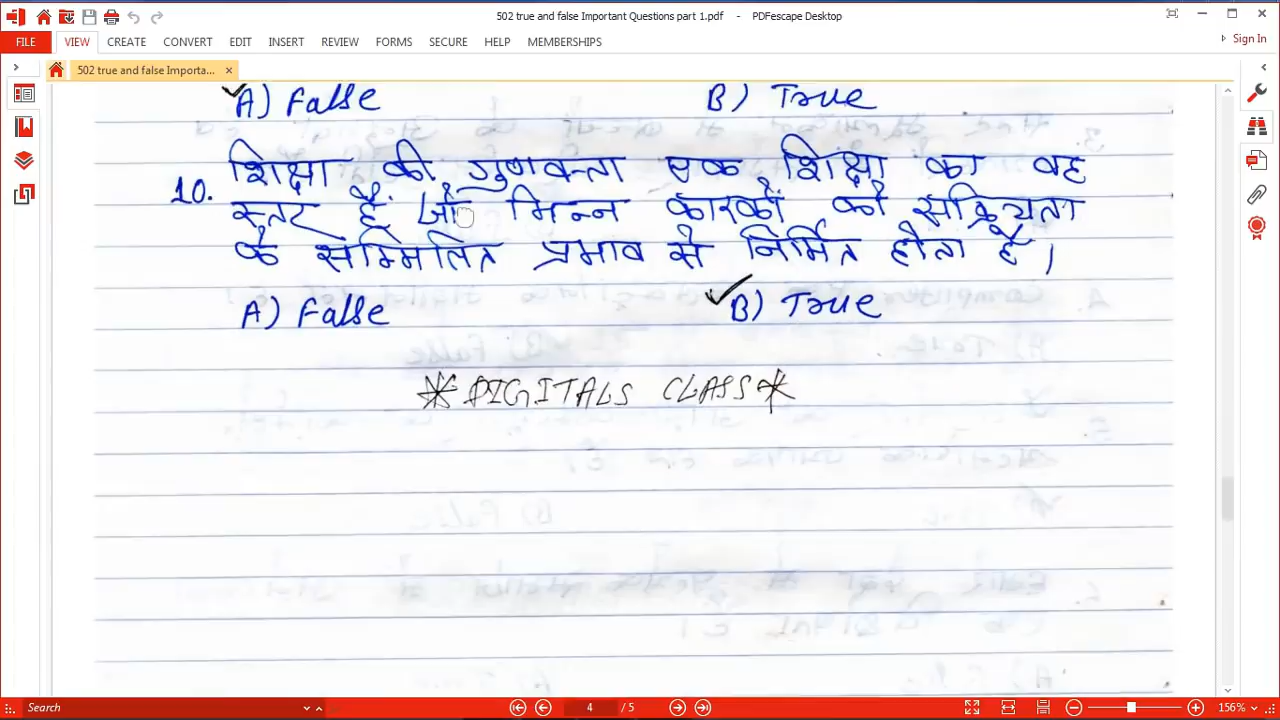 502 true and false Important Questions part 1.pdf - PDFescape Desktop
FILE VIEW CREATE CONVERT EDIT INSERT REVIEW FORMS SECURE HELP MEMBERSHIPS Sign In
502 true and false Importa... ×
A) False B) True
10. शिक्षा की गुणवन्ता एक शिक्षा का वह
स्तर है जो भिन्न कारकों की सक्रियता
के सम्मिलित प्रभाव से निर्मित होता है।
A) False B) True
* DIGITALS CLASS *
Search 4 / 5 156%